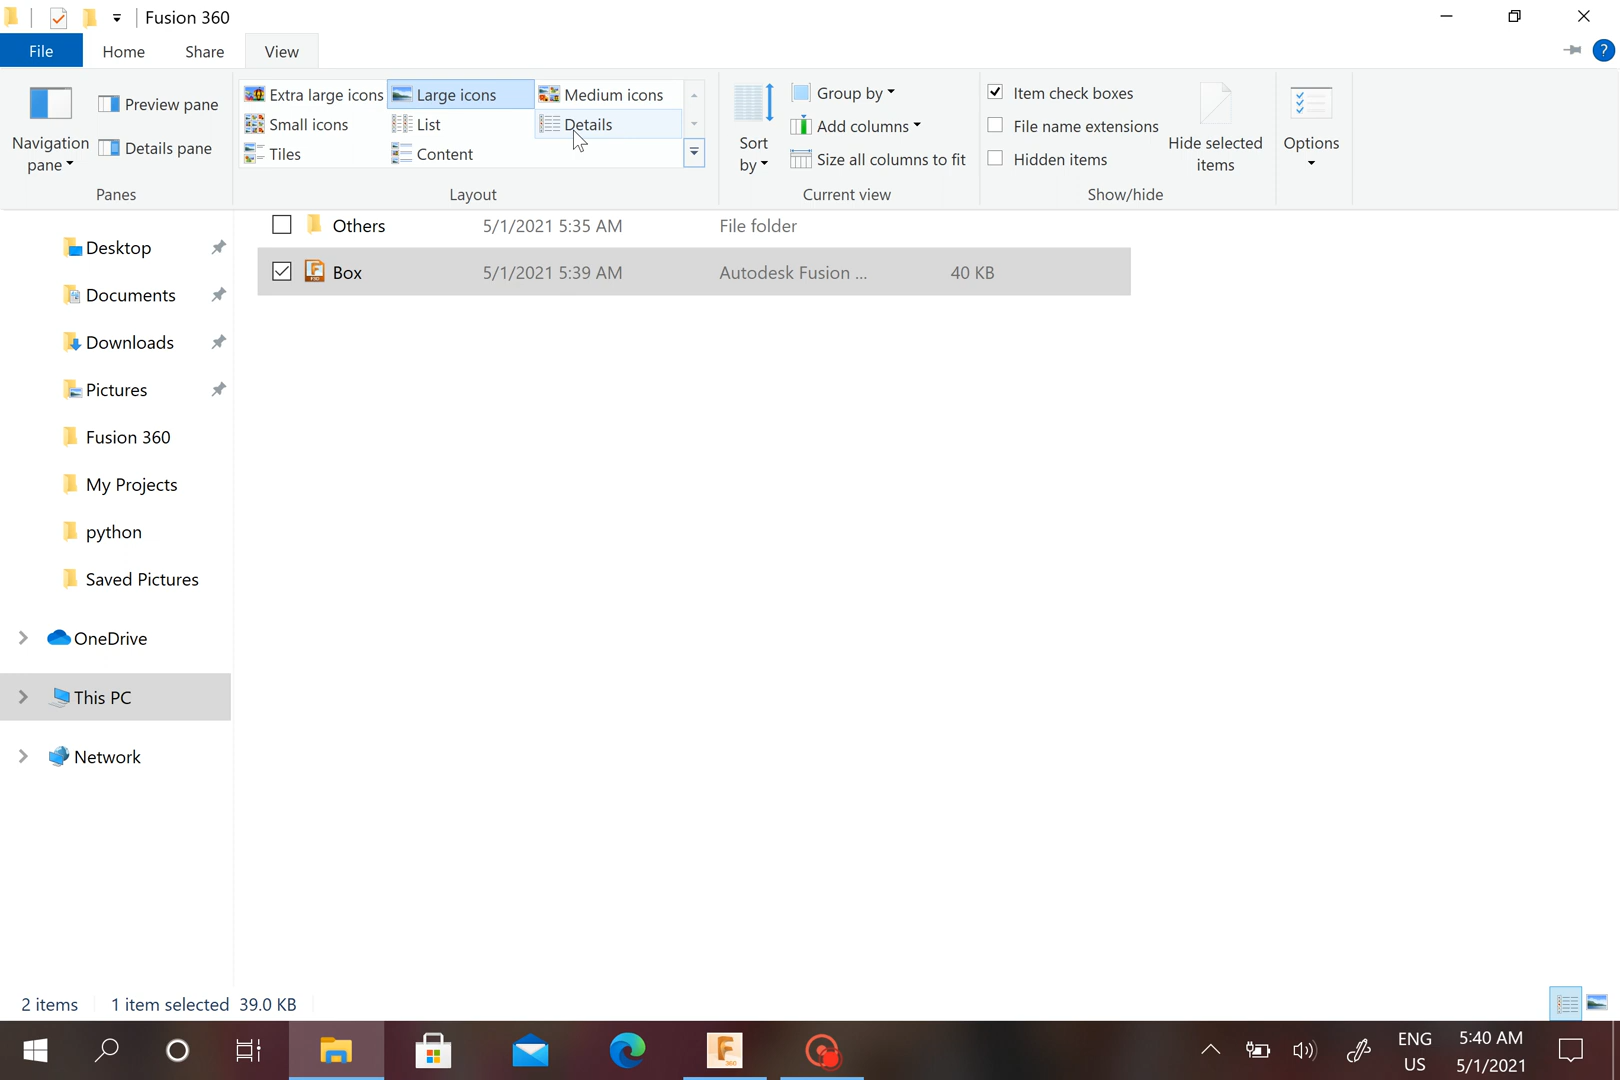 Fusion 360
File Home Share View
?
Navigation pane
Preview pane
Details pane
Panes
Extra large icons Large icons Medium icons
Small icons List Details
Tiles Content
Layout
Sort by
Group by
Add columns
Size all columns to fit
Current view
Item check boxes
File name extensions
Hidden items
Hide selected items
Show/hide
Options
Desktop
Documents
Downloads
Pictures
Fusion 360
My Projects
python
Saved Pictures
OneDrive
This PC
Network
Others 5/1/2021 5:35 AM File folder
Box 5/1/2021 5:39 AM Autodesk Fusion ... 40 KB
2 items 1 item selected 39.0 KB
ENG
US
5:40 AM
5/1/2021